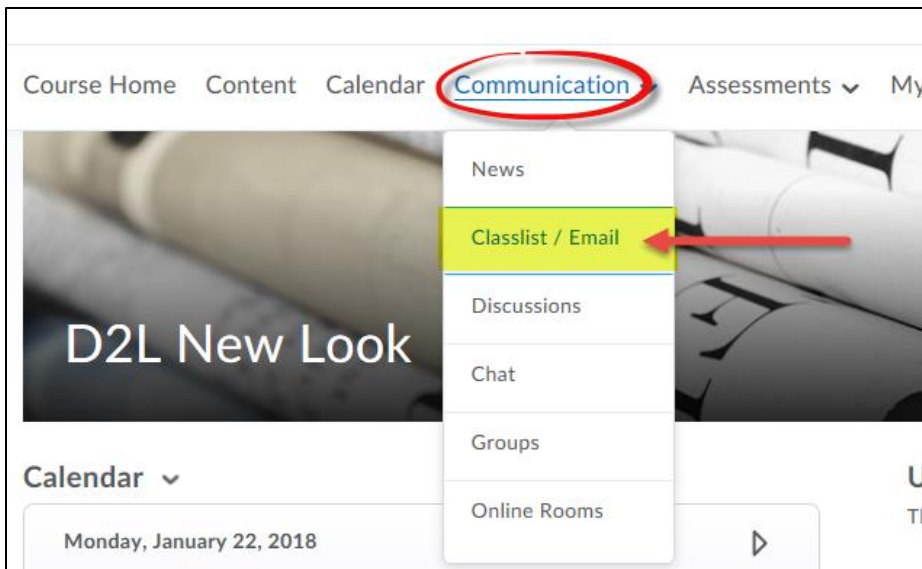 Course Home Content Calendar Communication Assessments My
News
Classlist / Email
Discussions
Chat
Groups
Online Rooms
D2L New Look
Calendar
Monday, January 22, 2018